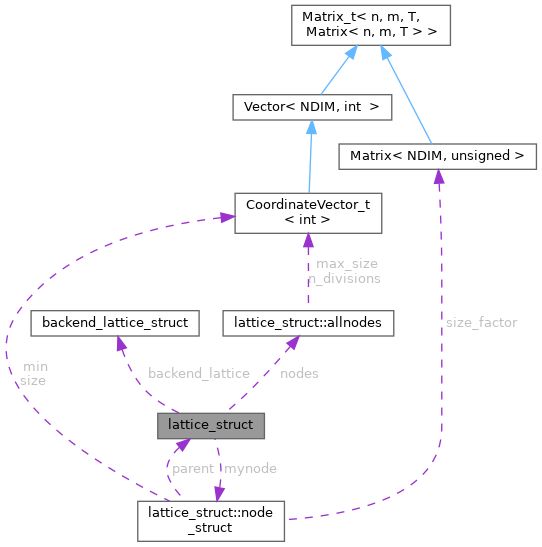 Matrix_t< n, m, T,
Matrix< n, m, T > >
Vector< NDIM, int  >
Matrix< NDIM, unsigned >
CoordinateVector_t
< int >
max_size
n_divisions
backend_lattice_struct
lattice_struct::allnodes
size_factor
min
size
backend_lattice
nodes
lattice_struct
parent
mynode
lattice_struct::node
_struct